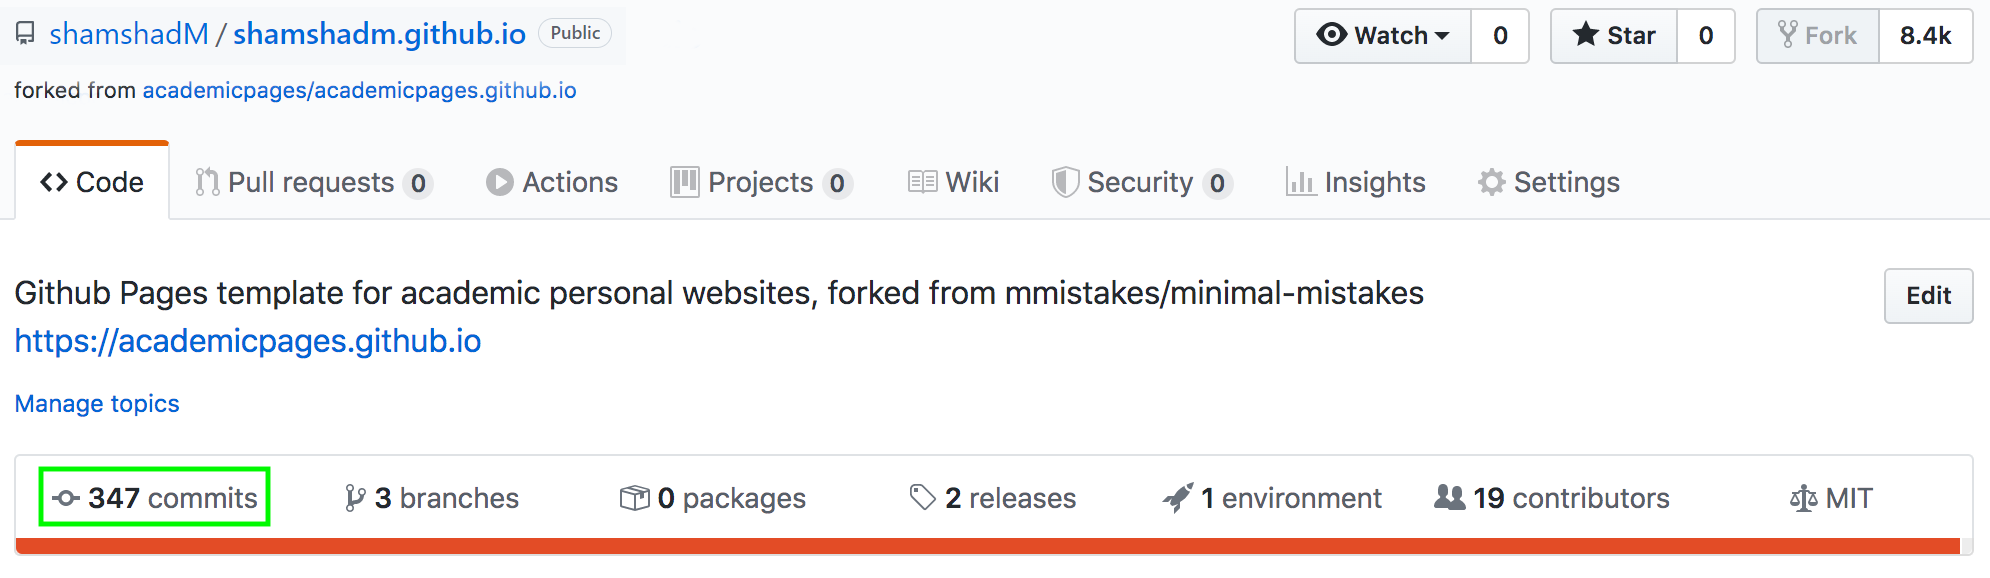 shamshadM / shamshadm.github.io Public Watch 0 Star 0 Fork 8.4k
forked from academicpages/academicpages.github.io
Code Pull requests 0 Actions Projects 0 Wiki Security 0 Insights Settings
Github Pages template for academic personal websites, forked from mmistakes/minimal-mistakes Edit
https://academicpages.github.io
Manage topics
347 commits 3 branches 0 packages 2 releases 1 environment 19 contributors MIT